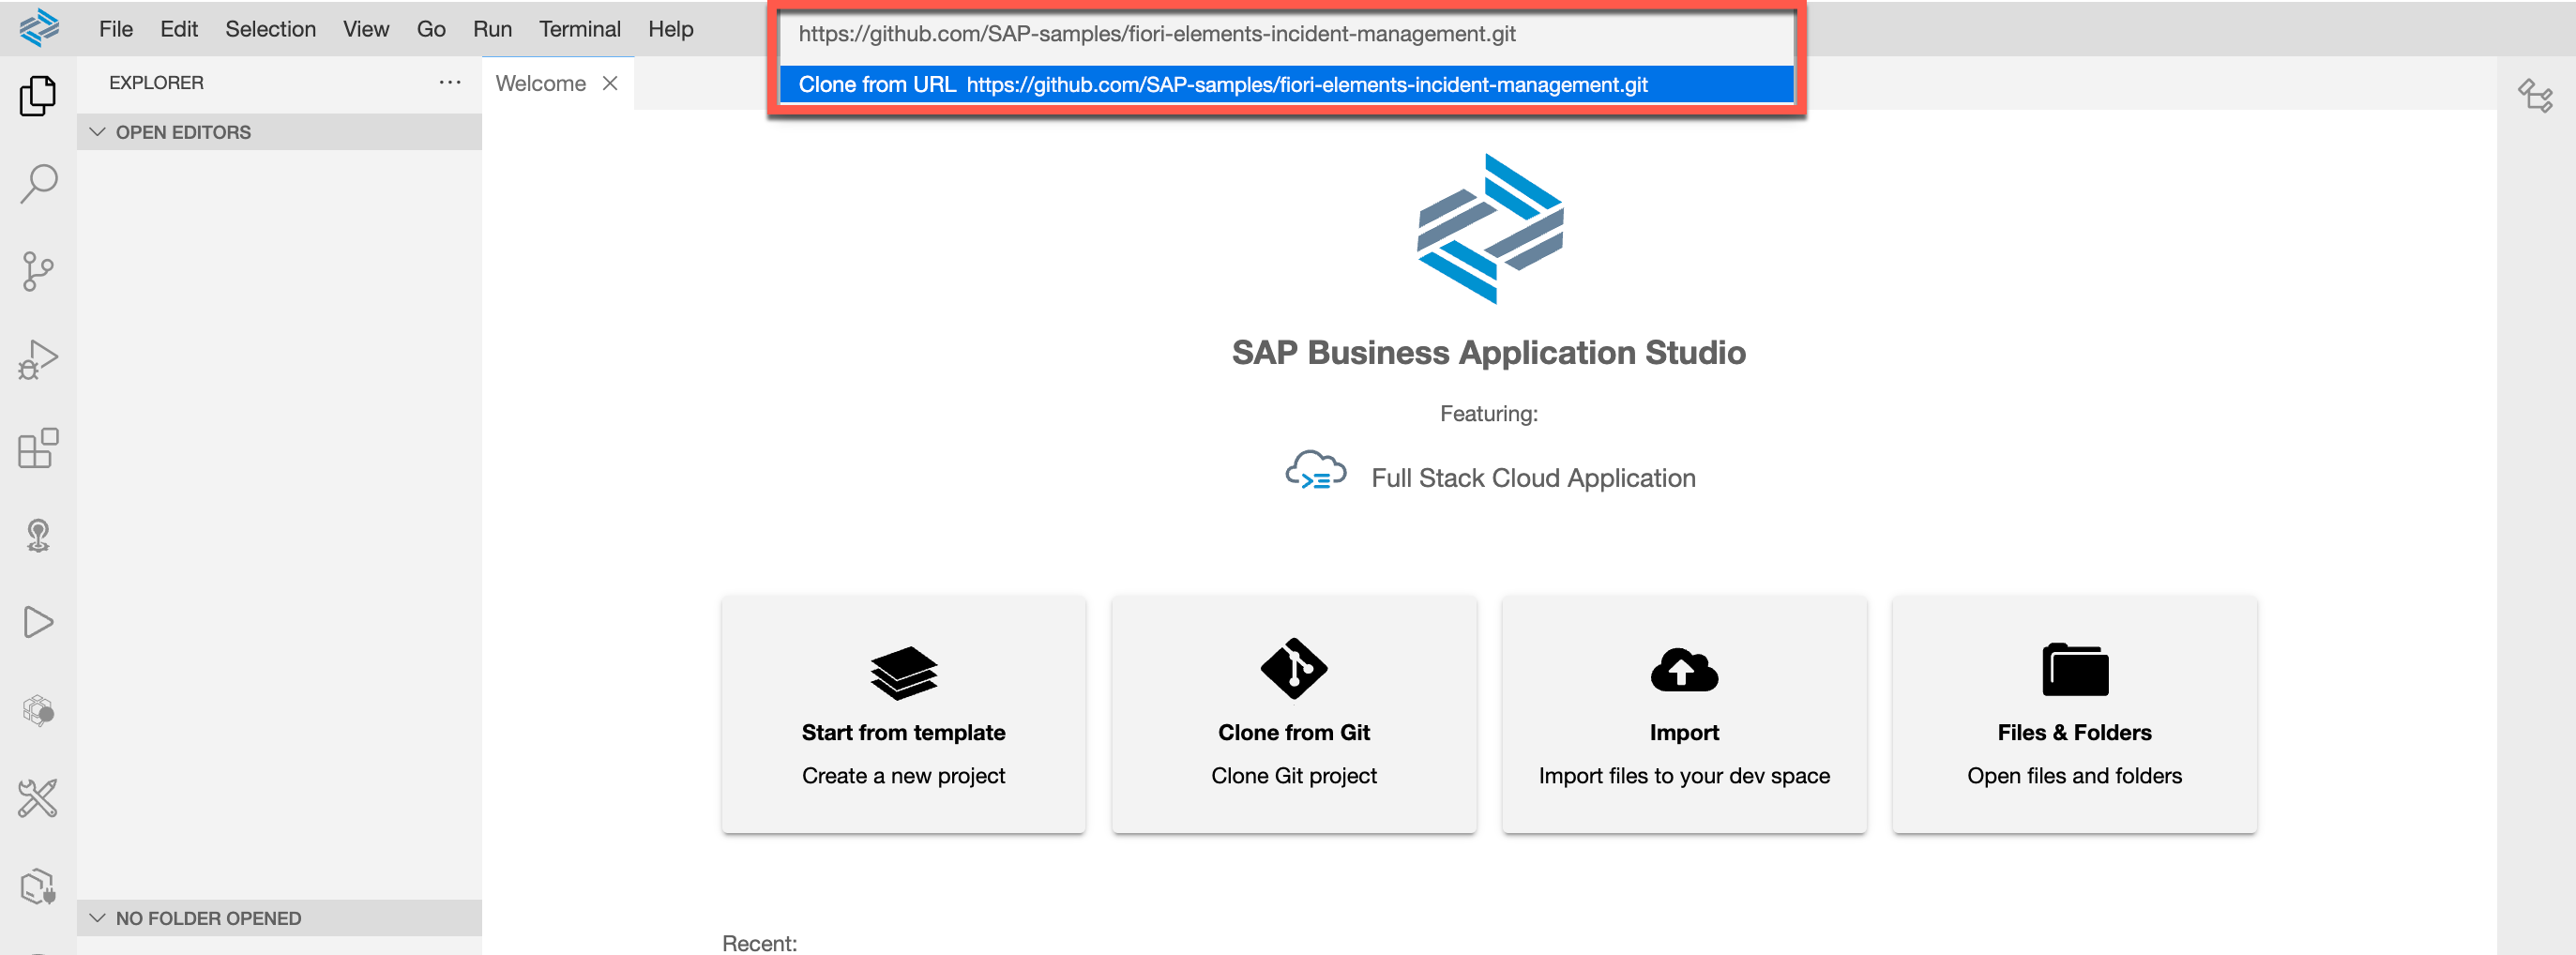 File Edit Selection View Go Run Terminal Help
https://github.com/SAP-samples/fiori-elements-incident-management.git
Clone from URL https://github.com/SAP-samples/fiori-elements-incident-management.git
EXPLORER
Welcome
OPEN EDITORS
SAP Business Application Studio
Featuring:
Full Stack Cloud Application
Start from template
Create a new project
Clone from Git
Clone Git project
Import
Import files to your dev space
Files & Folders
Open files and folders
NO FOLDER OPENED
Recent: